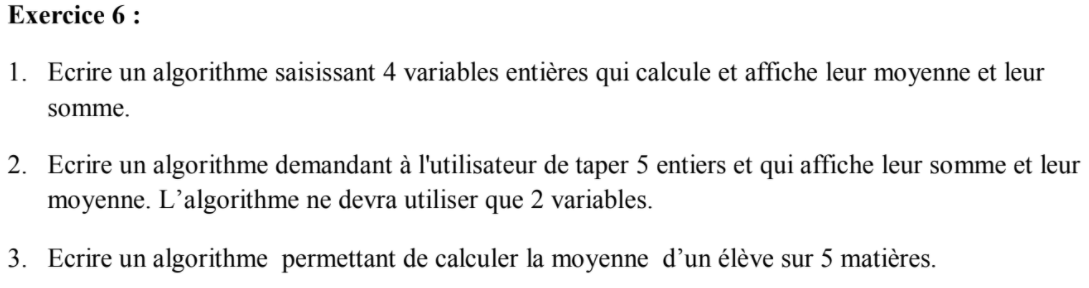 Exercice 6 :
1. Ecrire un algorithme saisissant 4 variables entières qui calcule et affiche leur moyenne et leur
somme.
2. Ecrire un algorithme demandant à l'utilisateur de taper 5 entiers et qui affiche leur somme et leur
moyenne. L’algorithme ne devra utiliser que 2 variables.
3. Ecrire un algorithme permettant de calculer la moyenne d’un élève sur 5 matières.